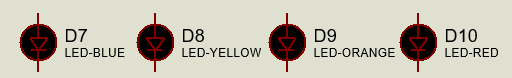 D7
LED-BLUE
D8
LED-YELLOW
D9
LED-ORANGE
D10
LED-RED